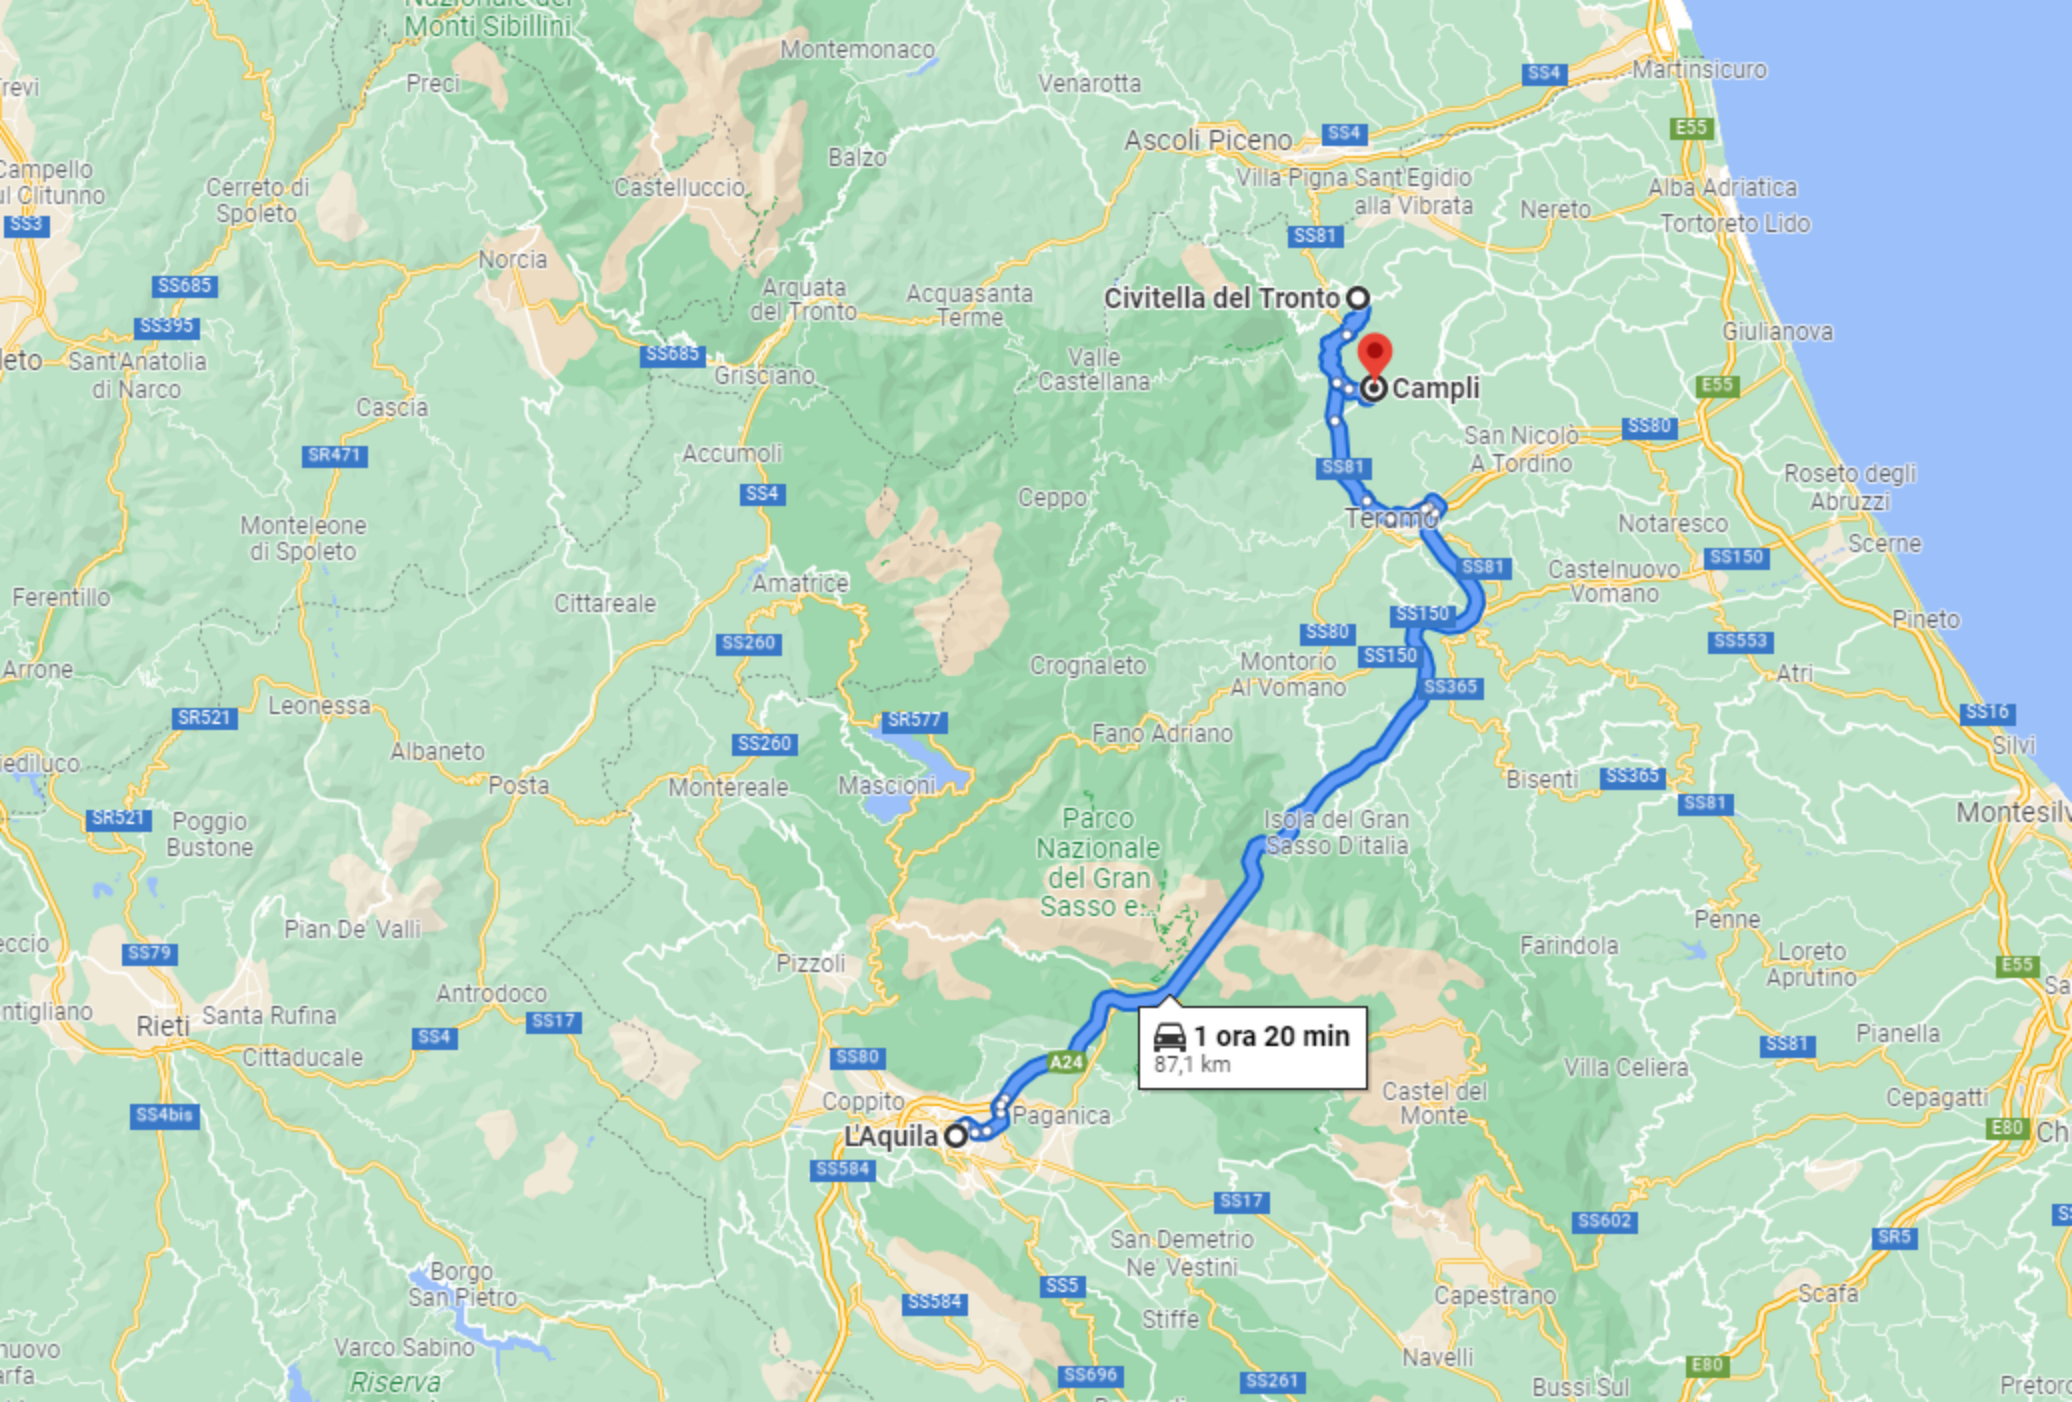 Nazionale dei
Monti Sibillini
Montemonaco
Preci
Venarotta
SS4
Martinsicuro
E55
Ascoli Piceno
SS4
Balzo
Campello
sul Clitunno
Cerreto di
Spoleto
Castelluccio
Villa Pigna
Sant'Egidio
alla Vibrata
Nereto
Alba Adriatica
Tortoreto Lido
SS3
SS81
Norcia
SS685
Arquata
del Tronto
Acquasanta
Terme
Civitella del Tronto
SS395
Giulianova
Sant'Anatolia
di Narco
SS685
Grisciano
Valle
Castellana
Campli
E55
Cascia
SR471
Accumoli
SS4
Ceppo
SS81
San Nicolò
A Tordino
SS80
Roseto degli
Abruzzi
Monteleone
di Spoleto
Teramo
Notaresco
Scerne
SS150
SS81
Castelnuovo
Vomano
Ferentillo
Cittareale
Amatrice
SS150
SS80
Pineto
SS260
SS553
Arrone
Crognaleto
Montorio
Al Vomano
SS150
SS365
Atri
SR521
Leonessa
SR577
SS16
Albaneto
SS260
Fano Adriano
Silvi
Posta
Montereale
Mascioni
Bisenti
SS365
SS81
SR521
Poggio
Bustone
Parco
Nazionale
del Gran
Sasso e...
Isola del Gran
Sasso D'italia
Pian De' Valli
Penne
SS79
Pizzoli
Farindola
Loreto
Aprutino
E55
Antrodoco
Rieti
Santa Rufina
SS4
SS17
1 ora 20 min
87,1 km
Cittaducale
SS80
A24
SS81
Pianella
Villa Celiera
Castel del
Monte
Cepagatti
SS4bis
Coppito
Paganica
L'Aquila
E80
SS584
SS17
SS602
SR5
San Demetrio
Ne' Vestini
Borgo
San Pietro
SS5
SS584
Stiffe
Capestrano
Scafa
Varco Sabino
Riserva
Navelli
E80
SS696
SS261
Bussi Sul